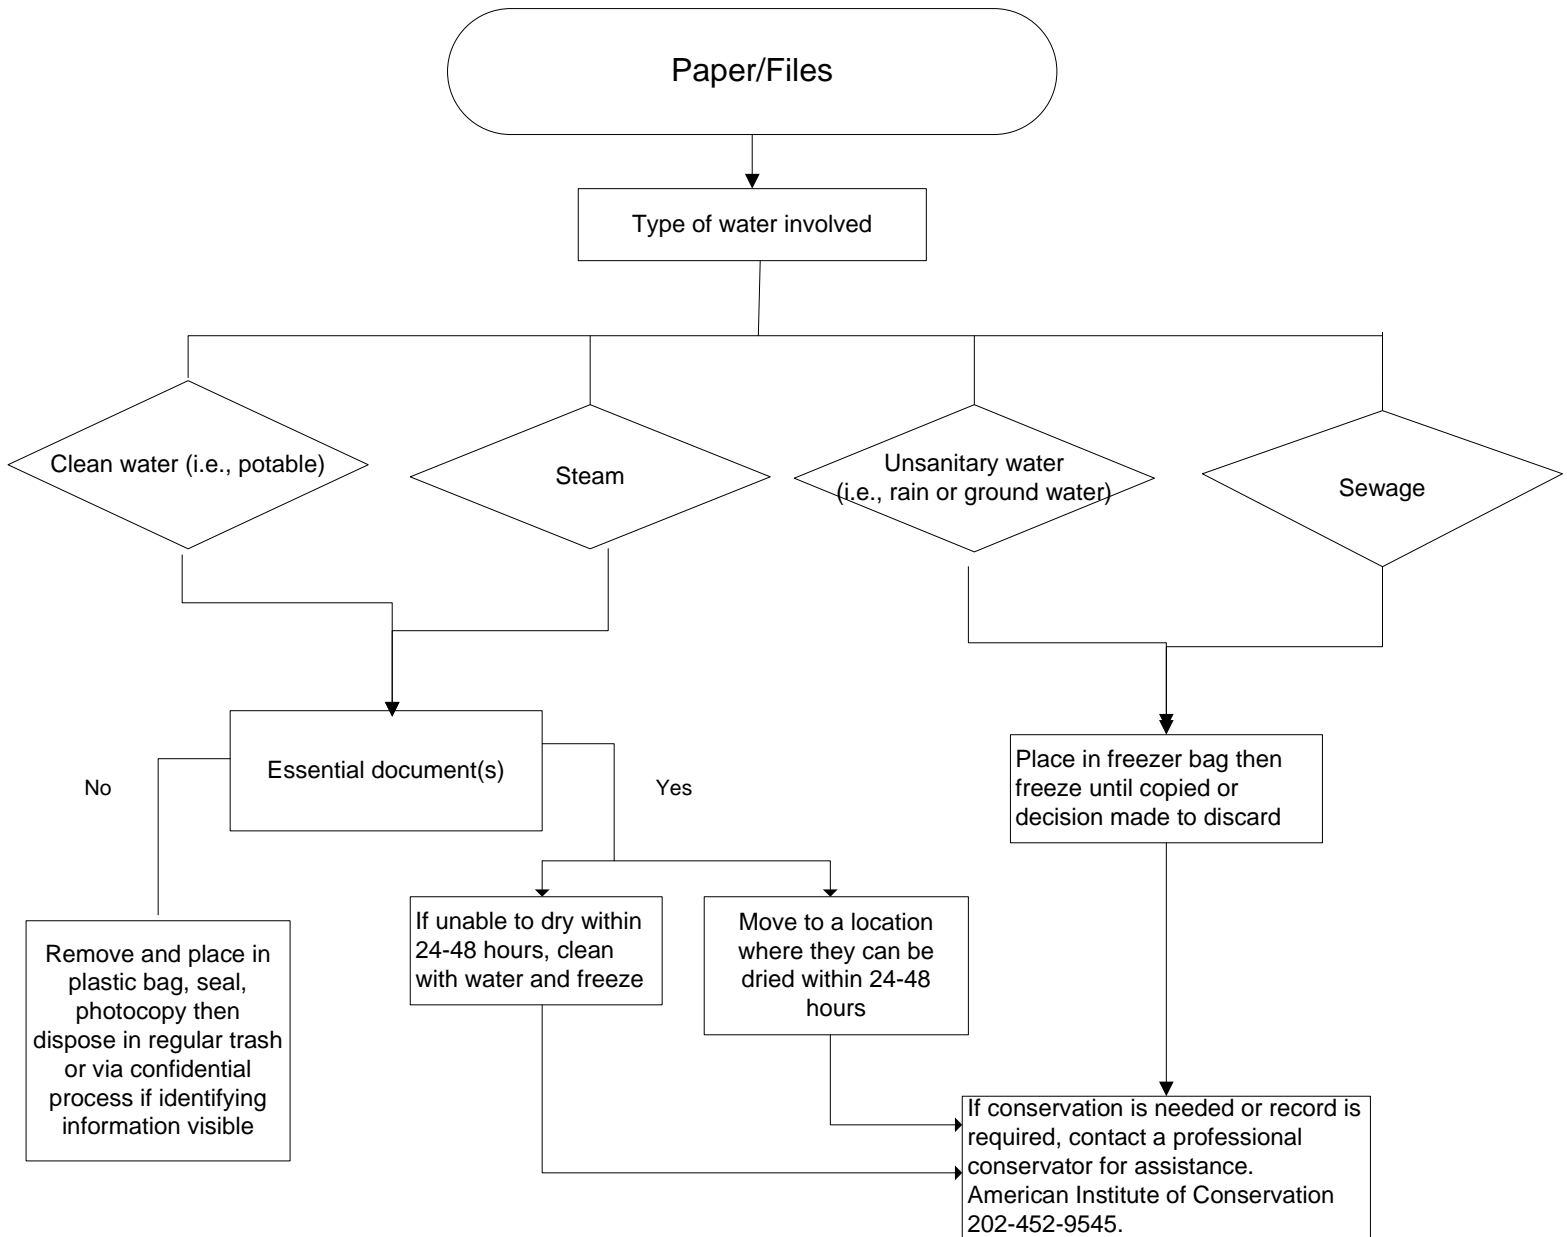 Paper/Files
Type of water involved
Clean water (i.e., potable)
Steam
Unsanitary water
(i.e., rain or ground water)
Sewage
Essential document(s)
No
Yes
Place in freezer bag then
freeze until copied or
decision made to discard
If unable to dry within
24-48 hours, clean
with water and freeze
Move to a location
where they can be
dried within 24-48
hours
Remove and place in
plastic bag, seal,
photocopy then
dispose in regular trash
or via confidential
process if identifying
information visible
If conservation is needed or record is
required, contact a professional
conservator for assistance.
American Institute of Conservation
202-452-9545.